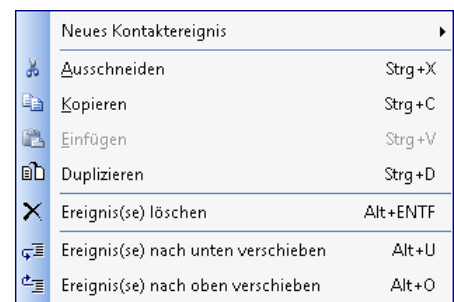 Neues Kontaktereignis
Ausschneiden Strg+X
Kopieren Strg+C
Einfügen Strg+V
Duplizieren Strg+D
Ereignis(se) löschen Alt+ENTF
Ereignis(se) nach unten verschieben Alt+U
Ereignis(se) nach oben verschieben Alt+O